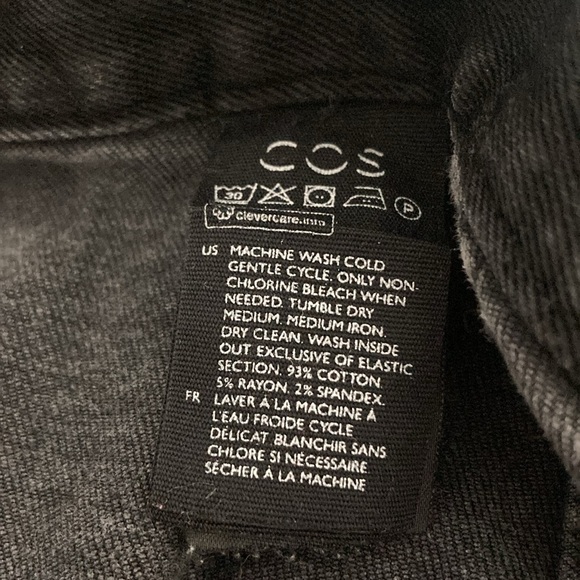 COS
30 P
clevercare.info
US MACHINE WASH COLD
GENTLE CYCLE. ONLY NON-
CHLORINE BLEACH WHEN
NEEDED. TUMBLE DRY
MEDIUM. MEDIUM IRON.
DRY CLEAN. WASH INSIDE
OUT EXCLUSIVE OF ELASTIC
SECTION. 93% COTTON.
5% RAYON. 2% SPANDEX.
FR LAVER À LA MACHINE À
L'EAU FROIDE CYCLE
DÉLICAT. BLANCHIR SANS
CHLORE SI NÉCESSAIRE.
SÉCHER À LA MACHINE